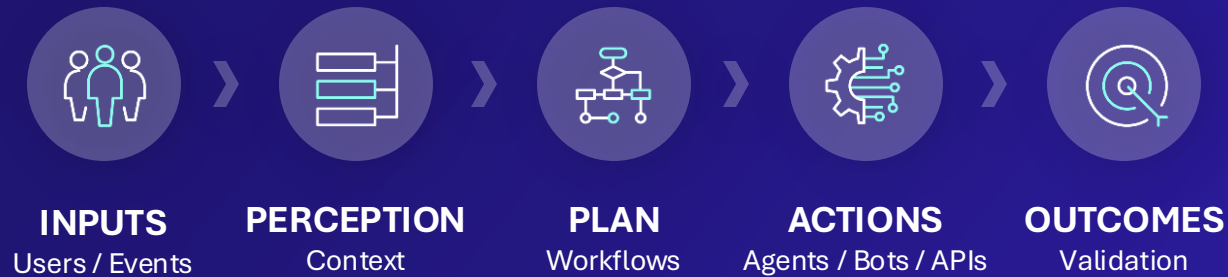 INPUTS
Users / Events
PERCEPTION
Context
PLAN
Workflows
ACTIONS
Agents / Bots / APIs
OUTCOMES
Validation